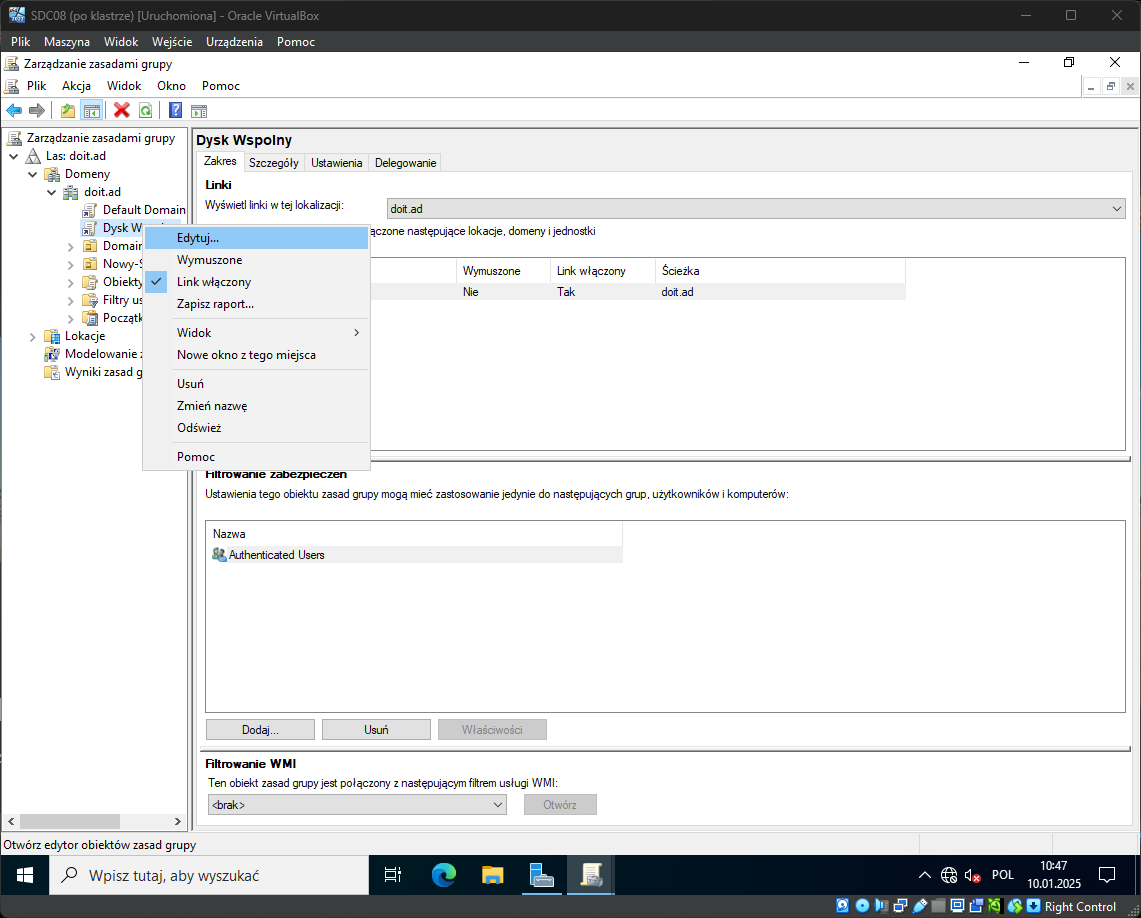 SDC08 (po klastrze) [Uruchomiona] - Oracle VirtualBox
Plik Maszyna Widok Wejście Urządzenia Pomoc
Zarządzanie zasadami grupy
Plik Akcja Widok Okno Pomoc
Zarządzanie zasadami grupy
Las: doit.ad
Domeny
doit.ad
Default Domain
Dysk W
Domain
Nowy-S
Obiekty
Filtry us
Lokacje
Modelowanie
Wyniki zasad g
Edytuj...
Wymuszone
Link włączony
Zapisz raport...
Widok
Nowe okno z tego miejsca
Usuń
Zmień nazwę
Odśwież
Pomoc
Dysk Wspolny
Zakres Szczegóły Ustawienia Delegowanie
Linki
Wyświetl linki w tej lokalizacji: doit.ad
następujące lokacje, domeny i jednostki
Wymuszone Link włączony Ścieżka
Nie Tak doit.ad
Filtrowanie zabezpieczeń
Ustawienia tego obiektu zasad grupy mogą mieć zastosowanie jedynie do następujących grup, użytkowników i komputerów:
Nazwa
Authenticated Users
Dodaj... Usuń Właściwości
Filtrowanie WMI
Ten obiekt zasad grupy jest połączony z następującym filtrem usługi WMI:
<brak> Otwórz
Otwórz edytor obiektów zasad grupy
Wpisz tutaj, aby wyszukać
POL
10:47
10.01.2025
Right Control